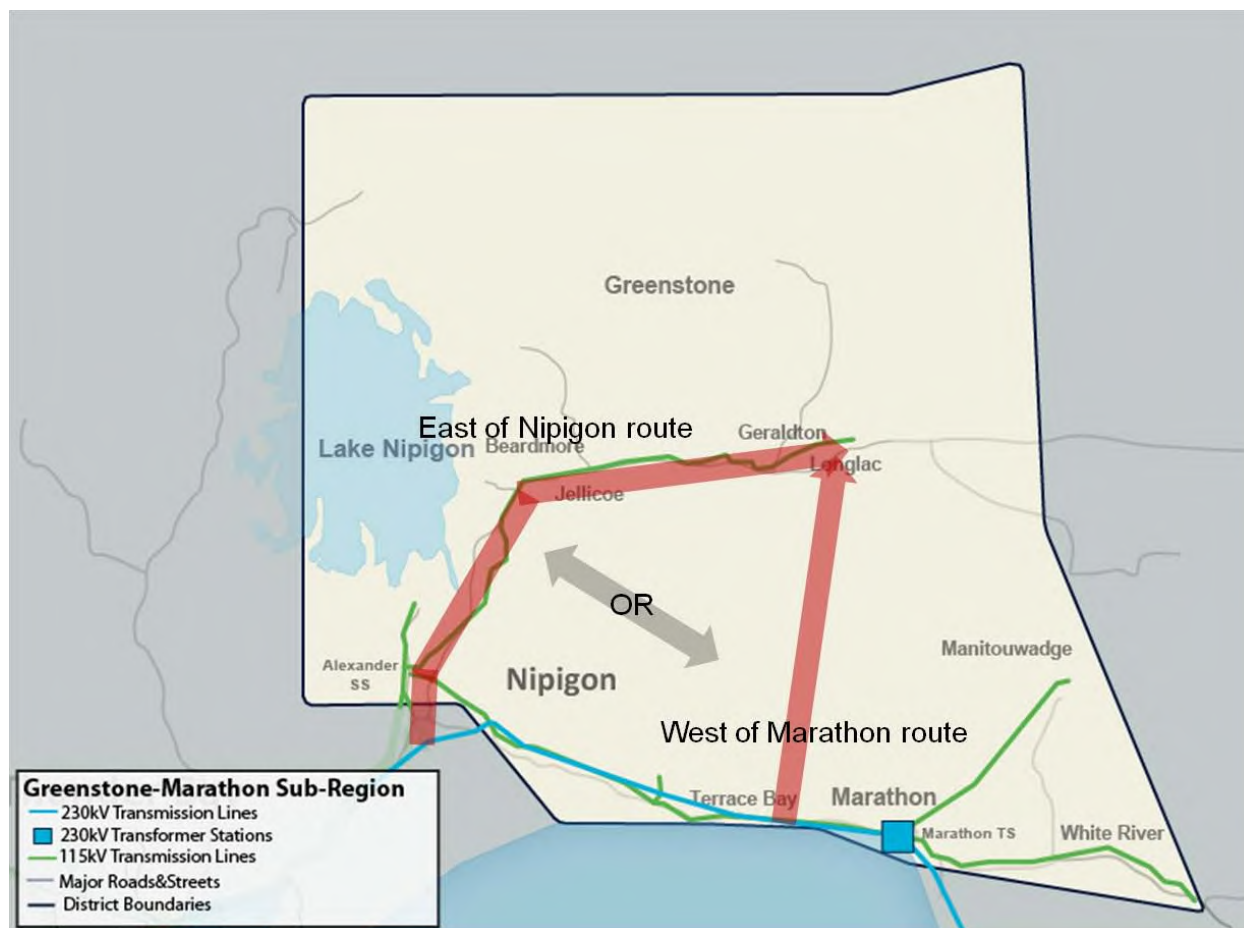 Greenstone
East of Nipigon route
Lake Nipigon
Beardmore
Geraldton
Longlac
Jellicoe
OR
Manitouwadge
Alexander
SS
Nipigon
West of Marathon route
Terrace Bay
Marathon
Marathon TS
White River
Greenstone-Marathon Sub-Region
230kV Transmission Lines
230kV Transformer Stations
115kV Transmission Lines
Major Roads&Streets
District Boundaries